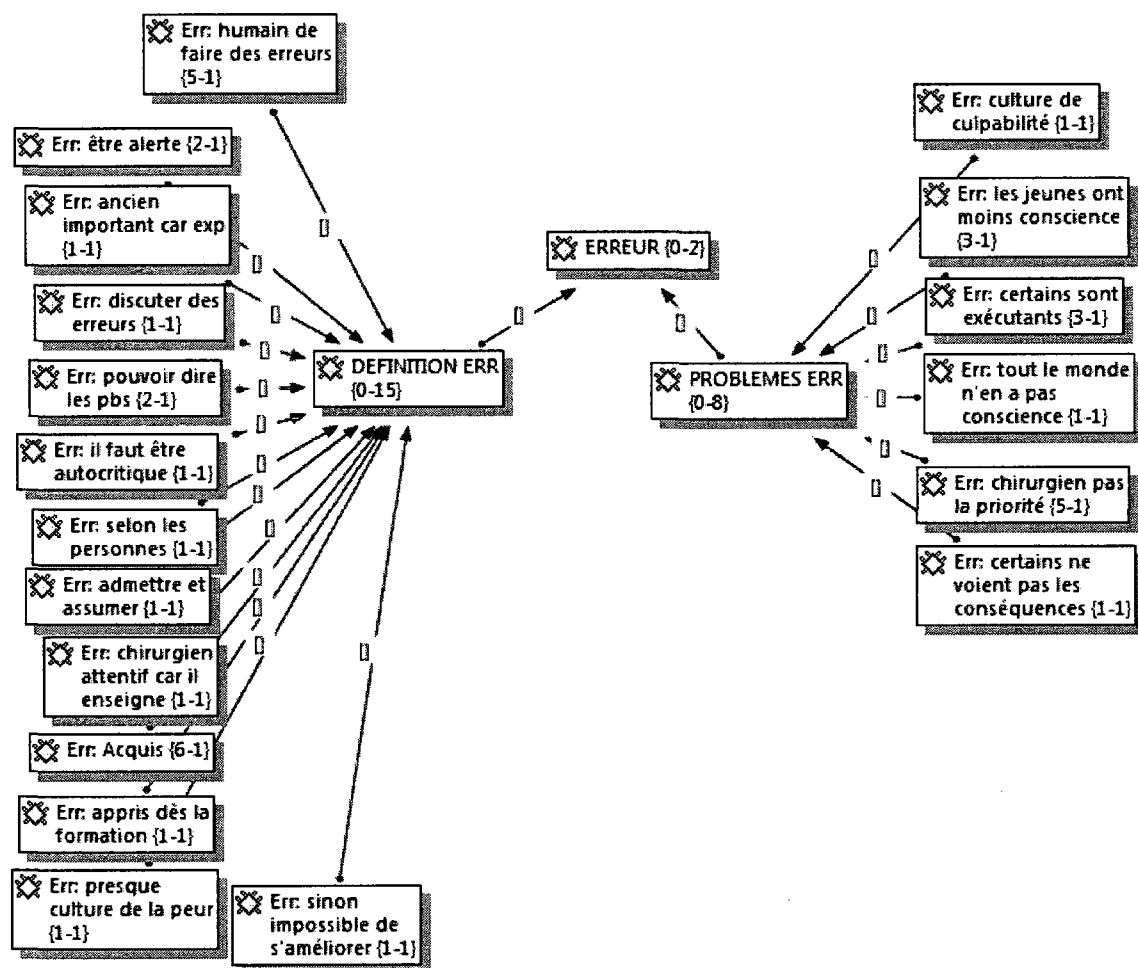 Err: humain de
faire des erreurs
{5-1}
Err: être alerte {2-1}
Err: ancien
important car exp
{1-1}
Err: discuter des
erreurs {1-1}
Err: pouvoir dire
les pbs {2-1}
Err: il faut être
autocritique {1-1}
Err: selon les
personnes {1-1}
Err: admettre et
assumer {1-1}
Err: chirurgien
attentif car il
enseigne {1-1}
Err: Acquis {6-1}
Err: appris dès la
formation {1-1}
Err: presque
culture de la peur
{1-1}
Err: sinon
impossible de
s'améliorer {1-1}
DEFINITION ERR
{0-15}
ERREUR {0-2}
PROBLEMES ERR
{0-8}
Err: culture de
culpabilité {1-1}
Err: les jeunes ont
moins conscience
{3-1}
Err: certains sont
exécutants {3-1}
Err: tout le monde
n'en a pas
conscience {1-1}
Err: chirurgien pas
la priorité {5-1}
Err: certains ne
voient pas les
conséquences {1-1}